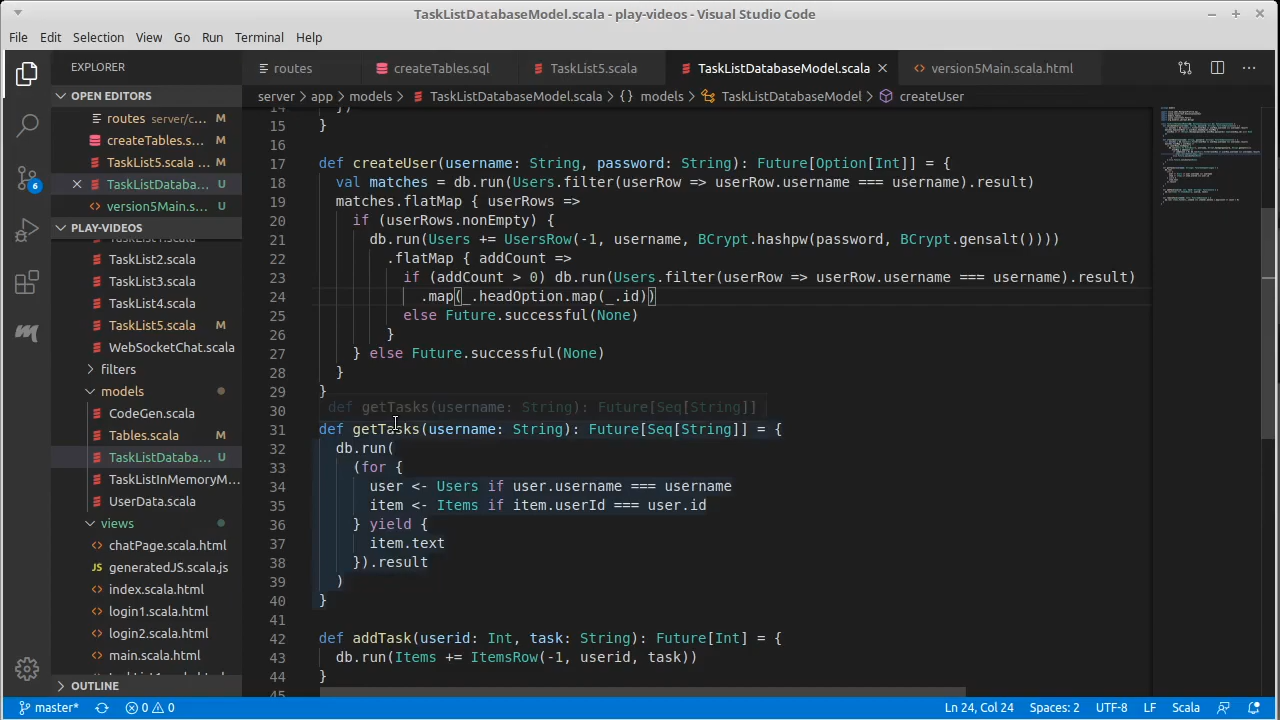 TaskListDatabaseModel.scala - play-videos - Visual Studio Code
File Edit Selection View Go Run Terminal Help
EXPLORER
routes createTables.sql TaskList5.scala TaskListDatabaseModel.scala version5Main.scala.html
server › app › models › TaskListDatabaseModel.scala › {} models › TaskListDatabaseModel › createUser
OPEN EDITORS
routes server/c... M
createTables.s... M
TaskList5.scala ... M
TaskListDataba... U
version5Main.s... U
PLAY-VIDEOS
TaskList2.scala
TaskList3.scala
TaskList4.scala
TaskList5.scala M
WebSocketChat.scala
filters
models
CodeGen.scala
Tables.scala M
TaskListDataba... U
TaskListInMemoryM...
UserData.scala
views
chatPage.scala.html
generatedJS.scala.js
index.scala.html
login1.scala.html
login2.scala.html
main.scala.html
OUTLINE
6
14 })
15 }
16
17 def createUser(username: String, password: String): Future[Option[Int]] = {
18 val matches = db.run(Users.filter(userRow => userRow.username === username).result)
19 matches.flatMap { userRows =>
20 if (userRows.nonEmpty) {
21 db.run(Users += UsersRow(-1, username, BCrypt.hashpw(password, BCrypt.gensalt())))
22 .flatMap { addCount =>
23 if (addCount > 0) db.run(Users.filter(userRow => userRow.username === username).result)
24 .map(_.headOption.map(_.id))
25 else Future.successful(None)
26 }
27 } else Future.successful(None)
28 }
29 }
30
def getTasks(username: String): Future[Seq[String]]
31 def getTasks(username: String): Future[Seq[String]] = {
32 db.run(
33 (for {
34 user <- Users if user.username === username
35 item <- Items if item.userId === user.id
36 } yield {
37 item.text
38 }).result
39 )
40 }
41
42 def addTask(userid: Int, task: String): Future[Int] = {
43 db.run(Items += ItemsRow(-1, userid, task))
44 }
45
master* 0 0 Ln 24, Col 24 Spaces: 2 UTF-8 LF Scala